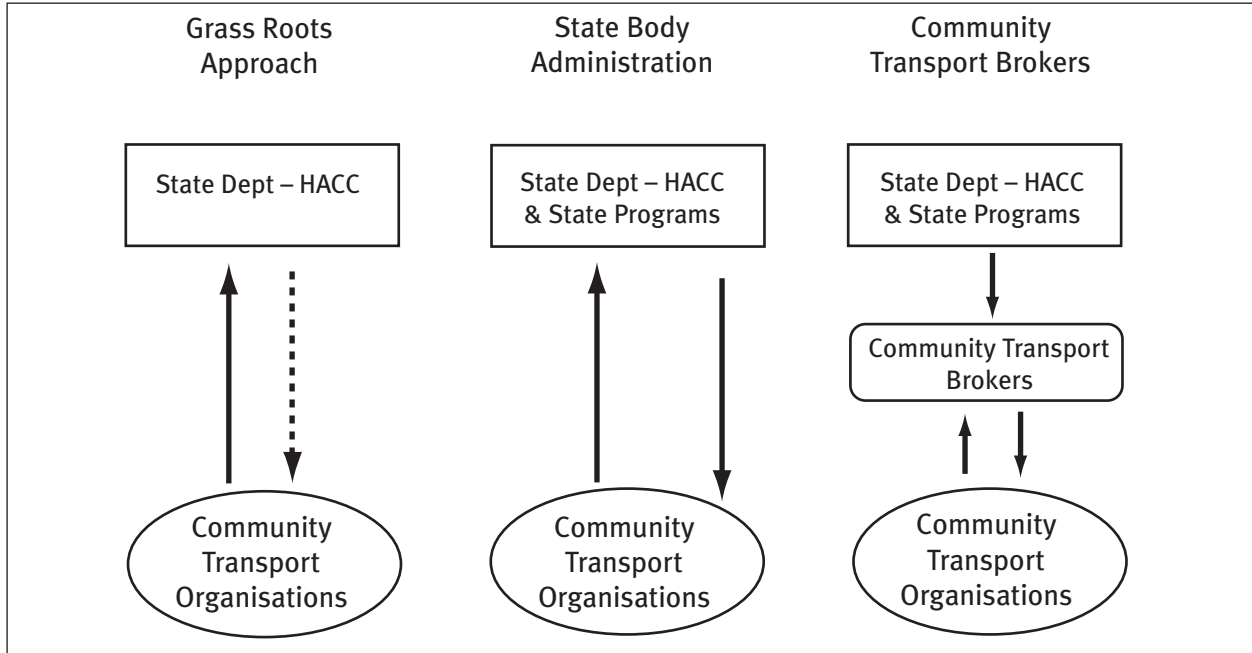 Grass Roots
Approach
State Dept – HACC
Community
Transport
Organisations
State Body
Administration
State Dept – HACC
& State Programs
Community
Transport
Organisations
Community
Transport Brokers
State Dept – HACC
& State Programs
Community Transport
Brokers
Community
Transport
Organisations